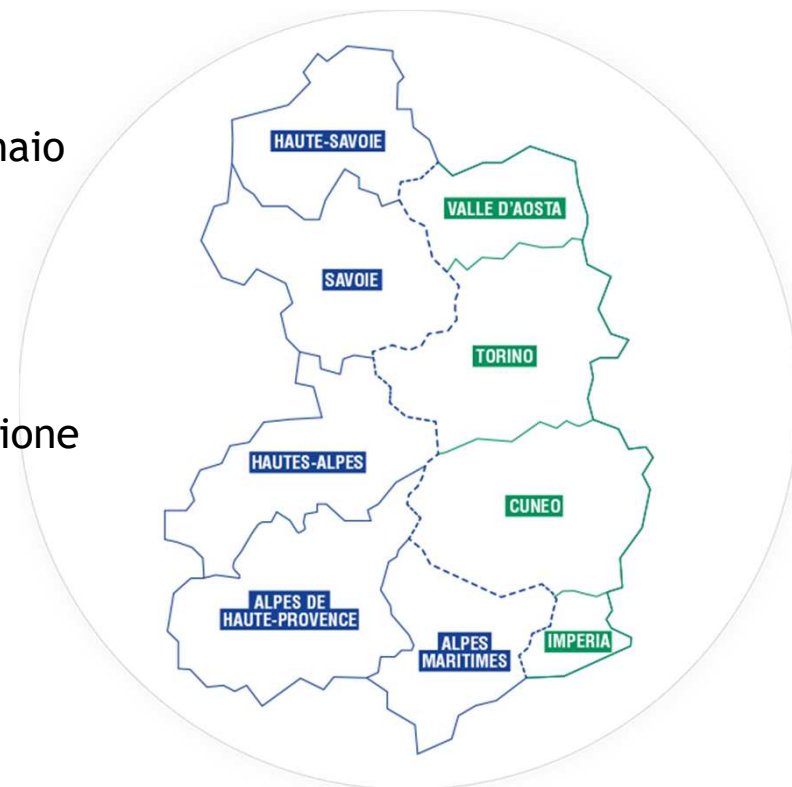 naio
HAUTE-SAVOIE
VALLE D'AOSTA
SAVOIE
TORINO
ione
HAUTES-ALPES
CUNEO
ALPES DE
HAUTE-PROVENCE
ALPES
MARITIMES
IMPERIA